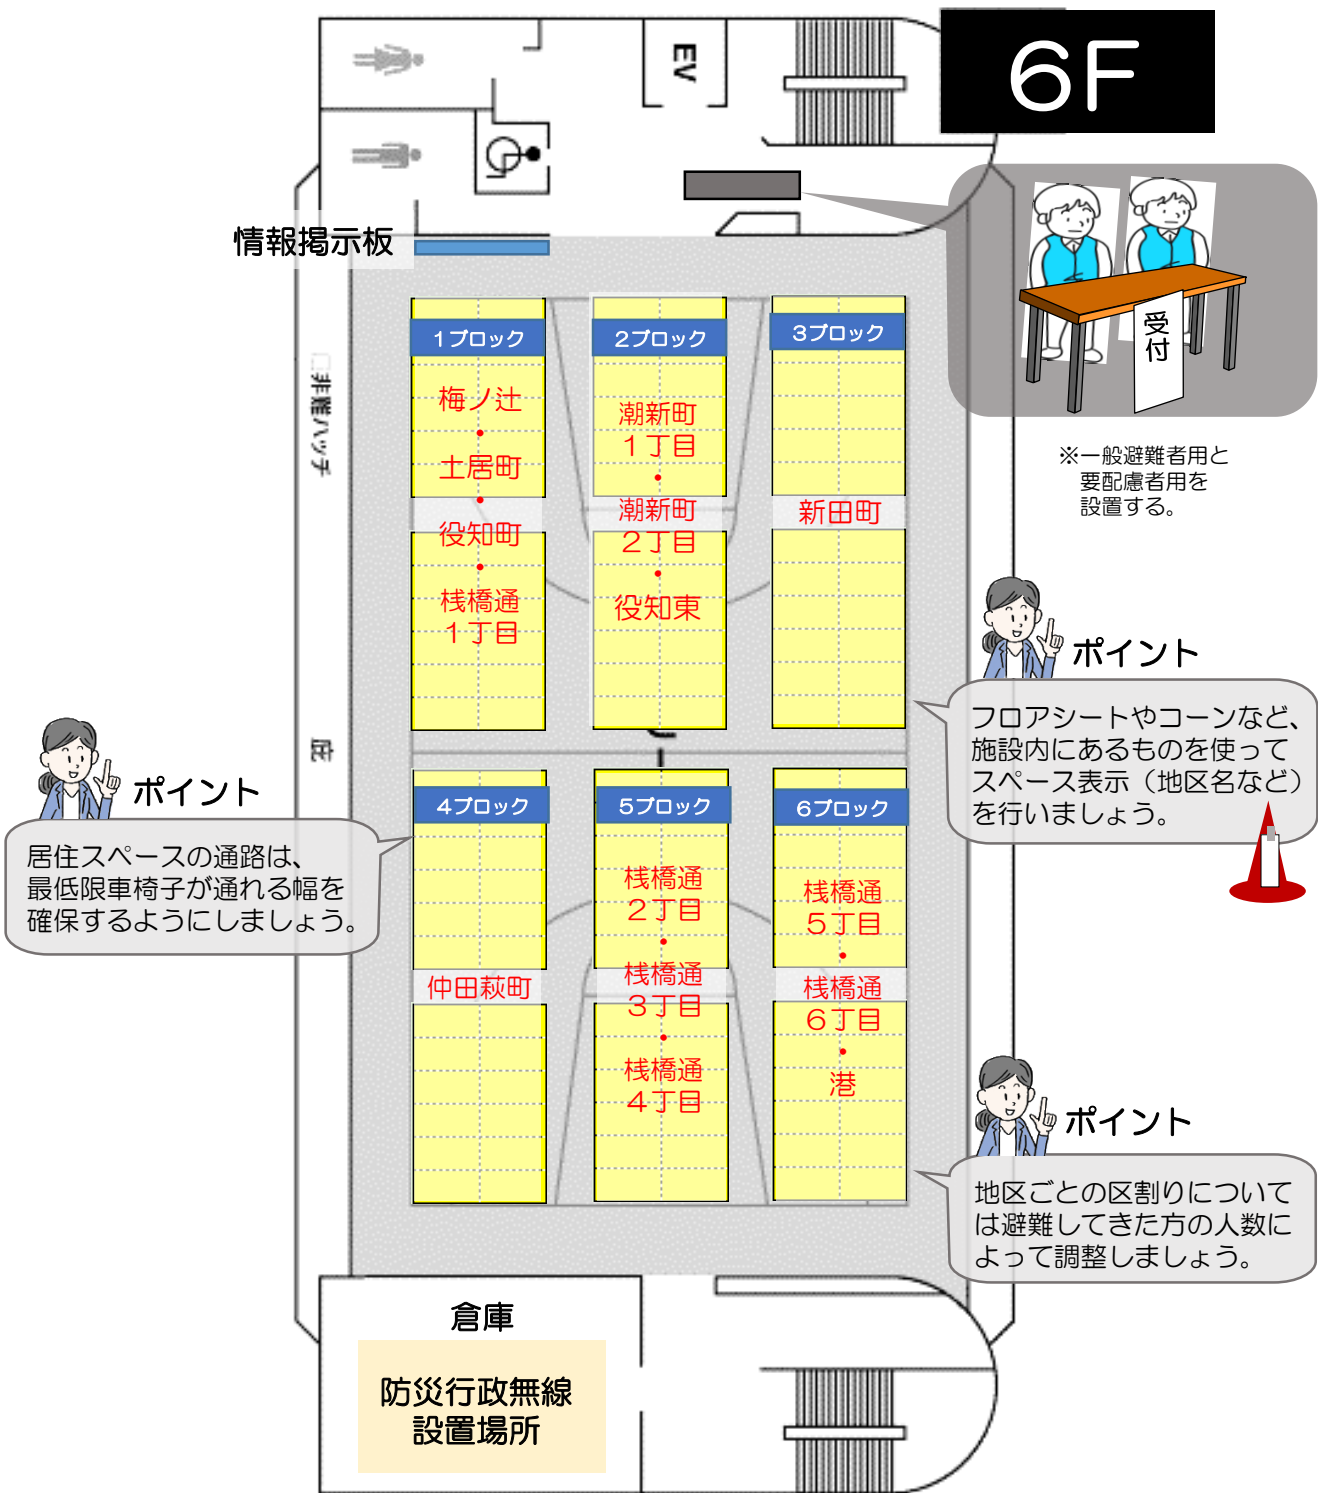 6F
EV
情報掲示板
受付
※一般避難者用と
要配慮者用を
設置する。
非難ハッチ
1ブロック
梅ノ辻
・
土居町
・
役知町
・
桟橋通
1丁目
2ブロック
潮新町
1丁目
・
潮新町
2丁目
・
役知東
3ブロック
新田町
ポイント
フロアシートやコーンなど、
施設内にあるものを使って
スペース表示（地区名など）
を行いましょう。
ポイント
居住スペースの通路は、
最低限車椅子が通れる幅を
確保するようにしましょう。
4ブロック
仲田萩町
5ブロック
桟橋通
2丁目
・
桟橋通
3丁目
・
桟橋通
4丁目
6ブロック
桟橋通
5丁目
・
桟橋通
6丁目
・
港
ポイント
地区ごとの区割りについて
は避難してきた方の人数に
よって調整しましょう。
倉庫
防災行政無線
設置場所